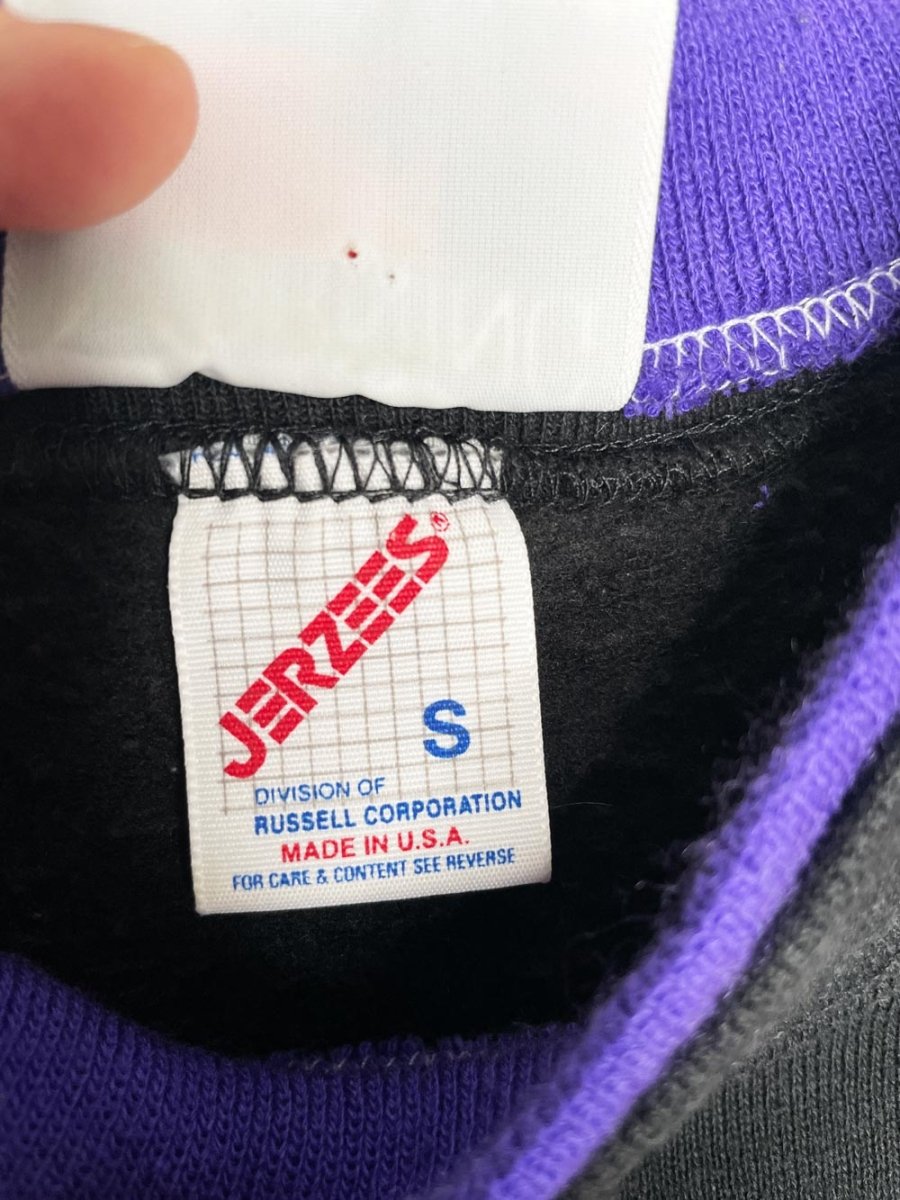 JERZEES®
S
DIVISION OF
RUSSELL CORPORATION
MADE IN U.S.A.
FOR CARE & CONTENT SEE REVERSE